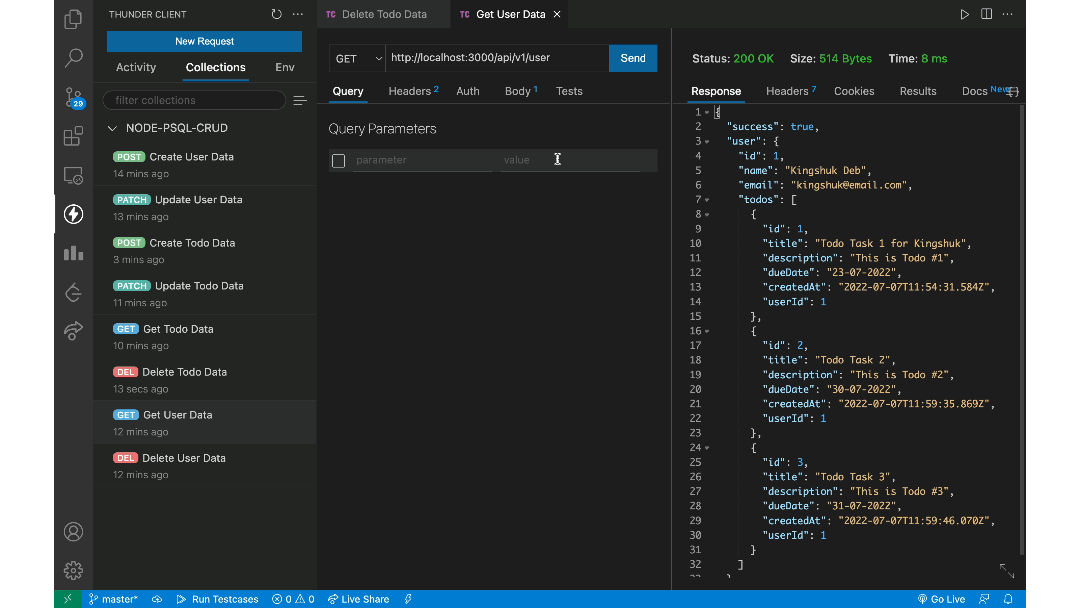 THUNDER CLIENT
New Request
Activity
Collections
Env
filter collections
NODE-PSQL-CRUD
POST Create User Data
14 mins ago
PATCH Update User Data
13 mins ago
POST Create Todo Data
3 mins ago
PATCH Update Todo Data
11 mins ago
GET Get Todo Data
10 mins ago
DEL Delete Todo Data
13 secs ago
GET Get User Data
12 mins ago
DEL Delete User Data
12 mins ago
29
TC Delete Todo Data
TC Get User Data
GET
http://localhost:3000/api/v1/user
Send
Query
Headers 2
Auth
Body 1
Tests
Query Parameters
parameter
value
Status: 200 OK Size: 514 Bytes Time: 8 ms
Response
Headers 7
Cookies
Results
Docs New
1 {
2 "success": true,
3 "user": {
4 "id": 1,
5 "name": "Kingshuk Deb",
6 "email": "kingshuk@email.com",
7 "todos": [
8 {
9 "id": 1,
10 "title": "Todo Task 1 for Kingshuk",
11 "description": "This is Todo #1",
12 "dueDate": "23-07-2022",
13 "createdAt": "2022-07-07T11:54:31.584Z",
14 "userId": 1
15 },
16 {
17 "id": 2,
18 "title": "Todo Task 2",
19 "description": "This is Todo #2",
20 "dueDate": "30-07-2022",
21 "createdAt": "2022-07-07T11:59:35.869Z",
22 "userId": 1
23 },
24 {
25 "id": 3,
26 "title": "Todo Task 3",
27 "description": "This is Todo #3",
28 "dueDate": "31-07-2022",
29 "createdAt": "2022-07-07T11:59:46.070Z",
30 "userId": 1
31 }
32 ]
master*
Run Testcases
0
0
Live Share
Go Live